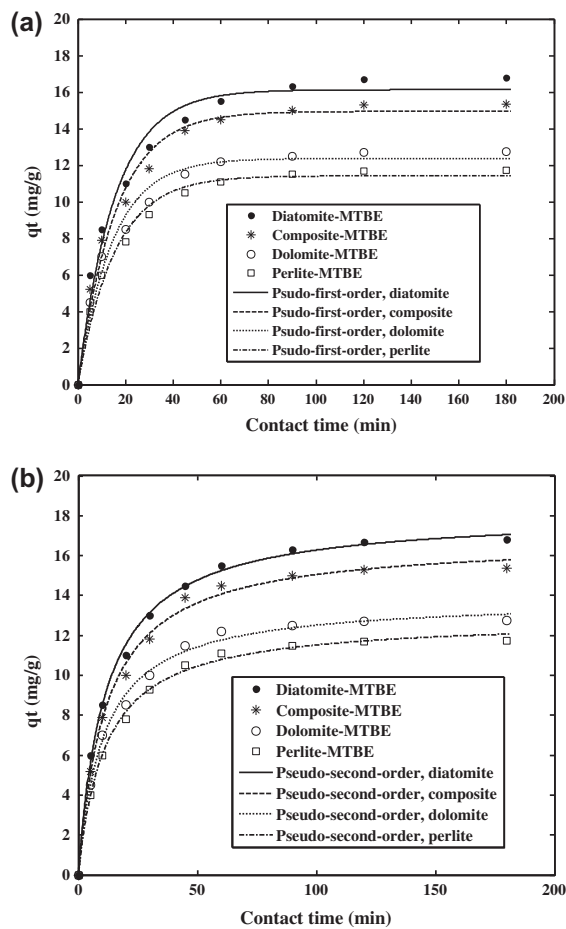 (a)
20
18
16
14
12
10
8
6
4
2
0
qt (mg/g)
Diatomite-MTBE
Composite-MTBE
Dolomite-MTBE
Perlite-MTBE
Psudo-first-order, diatomite
Psudo-first-order, composite
Psudo-first-order, dolomite
Psudo-first-order, perlite
0 20 40 60 80 100 120 140 160 180 200
Contact time (min)
(b)
20
18
16
14
12
10
8
6
4
2
0
qt (mg/g)
Diatomite-MTBE
Composite-MTBE
Dolomite-MTBE
Perlite-MTBE
Pseudo-second-order, diatomite
Pseudo-second-order, composite
Pseudo-second-order, dolomite
Pseudo-second-order, perlite
0 50 100 150 200
Contact time (min)